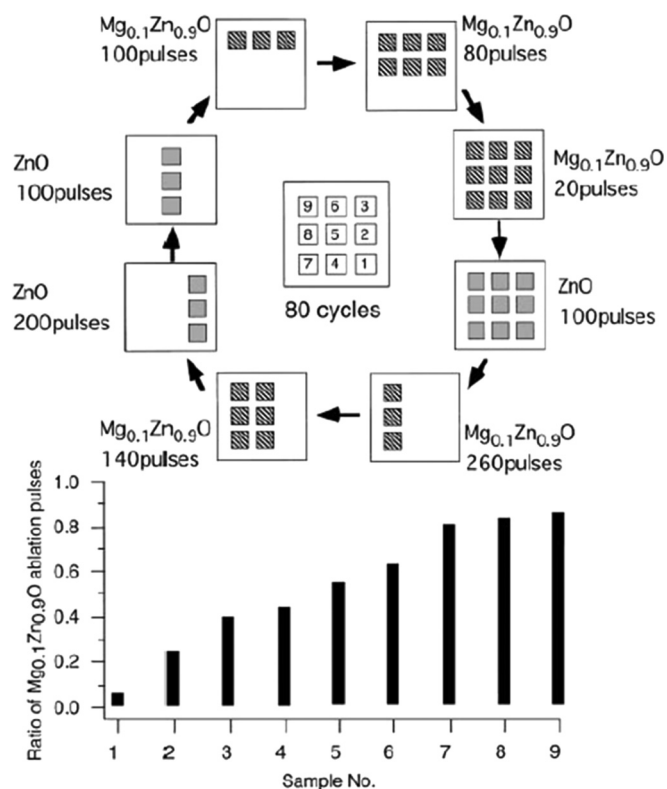 Mg0.1Zn0.9O
100pulses
Mg0.1Zn0.9O
80pulses
ZnO
100pulses
Mg0.1Zn0.9O
20pulses
9 6 3
8 5 2
7 4 1
80 cycles
ZnO
200pulses
ZnO
100pulses
Mg0.1Zn0.9O
140pulses
Mg0.1Zn0.9O
260pulses
Ratio of Mg0.1Zn0.9O ablation pulses
1.0
0.8
0.6
0.4
0.2
0.0
1 2 3 4 5 6 7 8 9
Sample No.